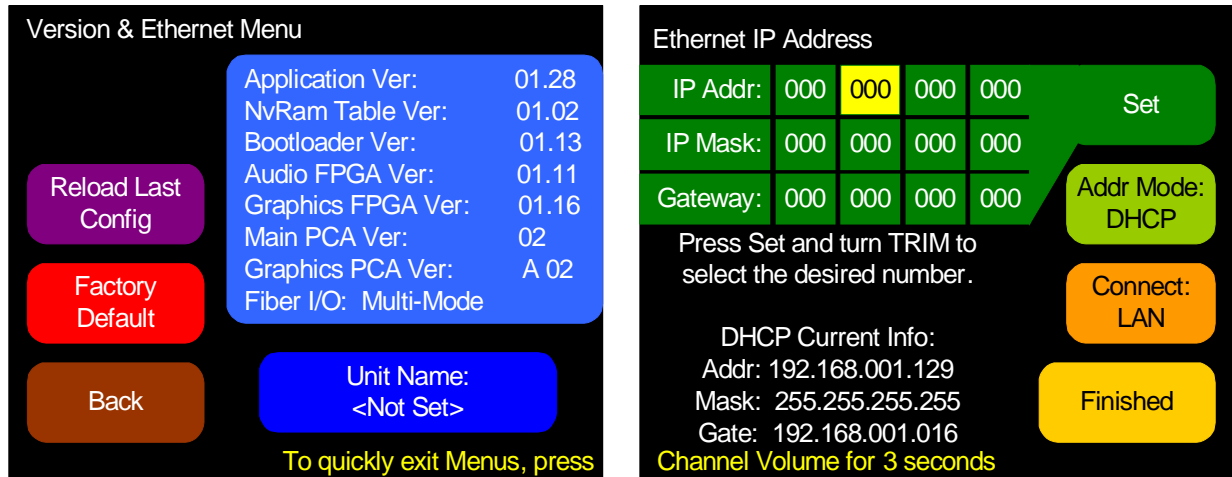 Version & Ethernet Menu
Application Ver: 01.28
NvRam Table Ver: 01.02
Bootloader Ver: 01.13
Audio FPGA Ver: 01.11
Graphics FPGA Ver: 01.16
Main PCA Ver: 02
Graphics PCA Ver: A 02
Fiber I/O: Multi-Mode
Reload Last
Config
Factory
Default
Back
Unit Name:
<Not Set>
To quickly exit Menus, press
Ethernet IP Address
IP Addr: 000 000 000 000
IP Mask: 000 000 000 000
Gateway: 000 000 000 000
Set
Addr Mode:
DHCP
Press Set and turn TRIM to
select the desired number.
Connect:
LAN
DHCP Current Info:
Addr: 192.168.001.129
Mask: 255.255.255.255
Gate: 192.168.001.016
Finished
Channel Volume for 3 seconds